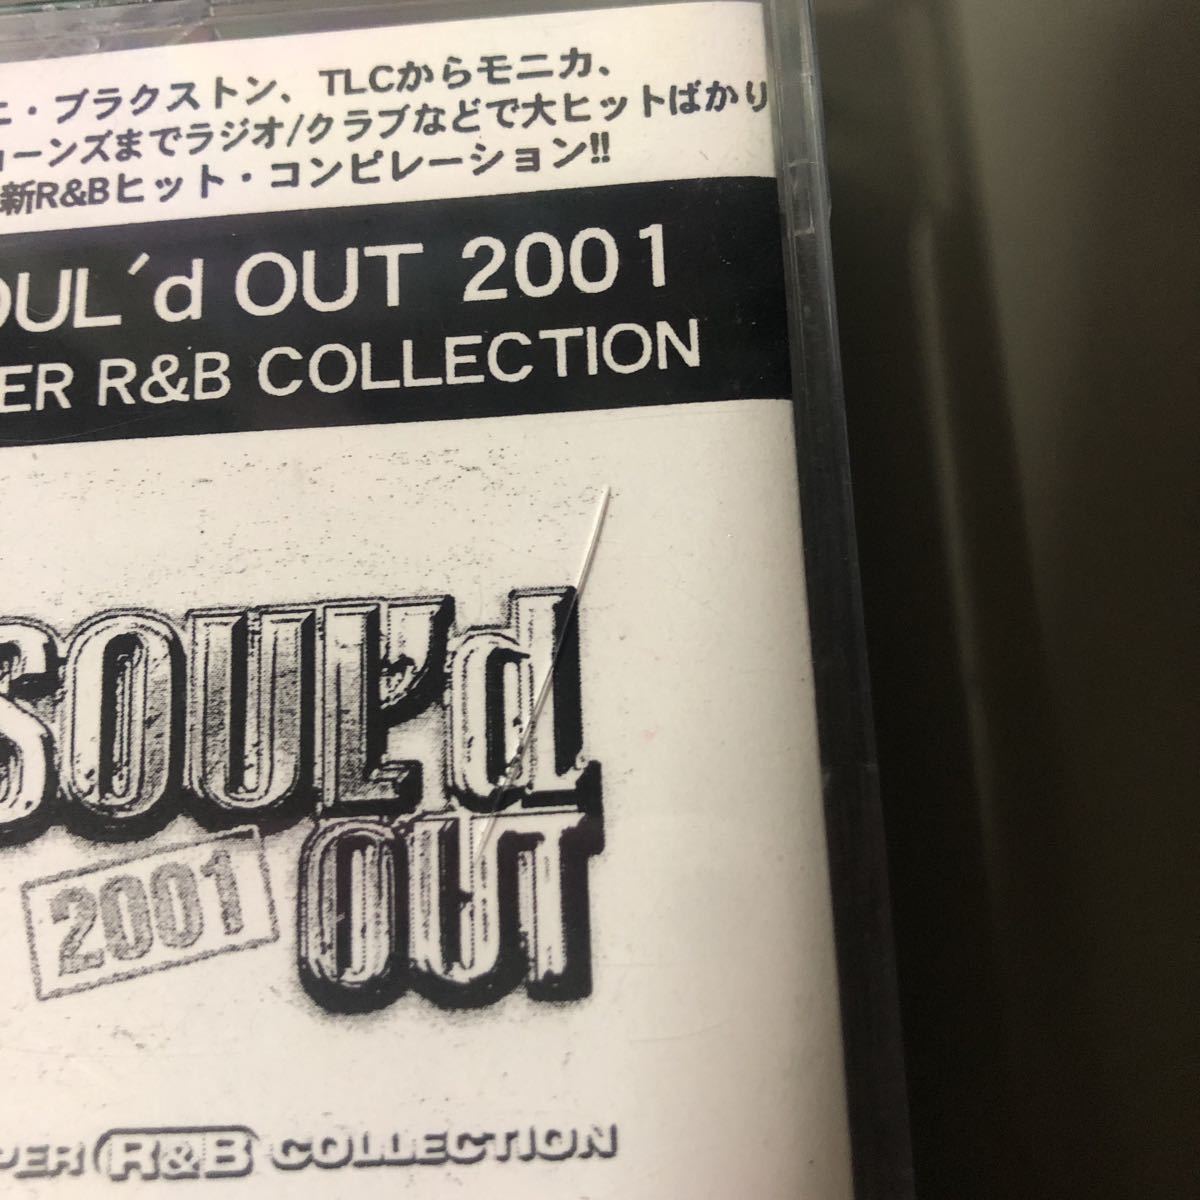 ニ・ブラクストン、TLCからモニカ、
ョーンズまでラジオ/クラブなどで大ヒットばかり
新R&Bヒット・コンピレーション!!
OUL´d OUT 2001
PER R&B COLLECTION
SOUL'd
2001
OUT
PER R&B COLLECTION